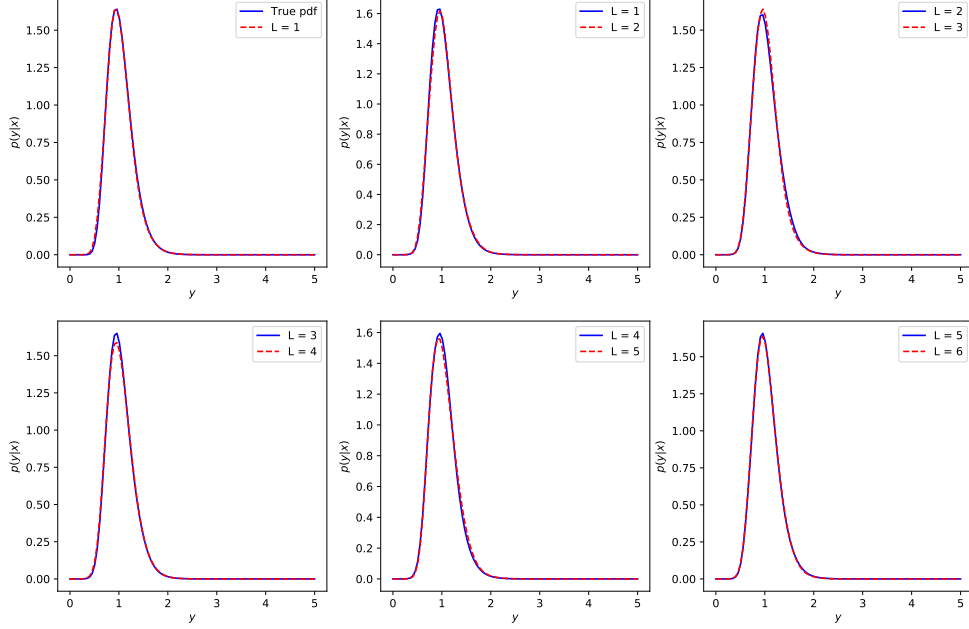 True pdf
L = 1
1.50
1.25
1.00
0.75
0.50
0.25
0.00
p(y|x)
0 1 2 3 4 5
y
L = 1
L = 2
1.6
1.4
1.2
1.0
0.8
0.6
0.4
0.2
0.0
p(y|x)
0 1 2 3 4 5
y
L = 2
L = 3
1.50
1.25
1.00
0.75
0.50
0.25
0.00
p(y|x)
0 1 2 3 4 5
y
L = 3
L = 4
1.50
1.25
1.00
0.75
0.50
0.25
0.00
p(y|x)
0 1 2 3 4 5
y
L = 4
L = 5
1.6
1.4
1.2
1.0
0.8
0.6
0.4
0.2
0.0
p(y|x)
0 1 2 3 4 5
y
L = 5
L = 6
1.50
1.25
1.00
0.75
0.50
0.25
0.00
p(y|x)
0 1 2 3 4 5
y